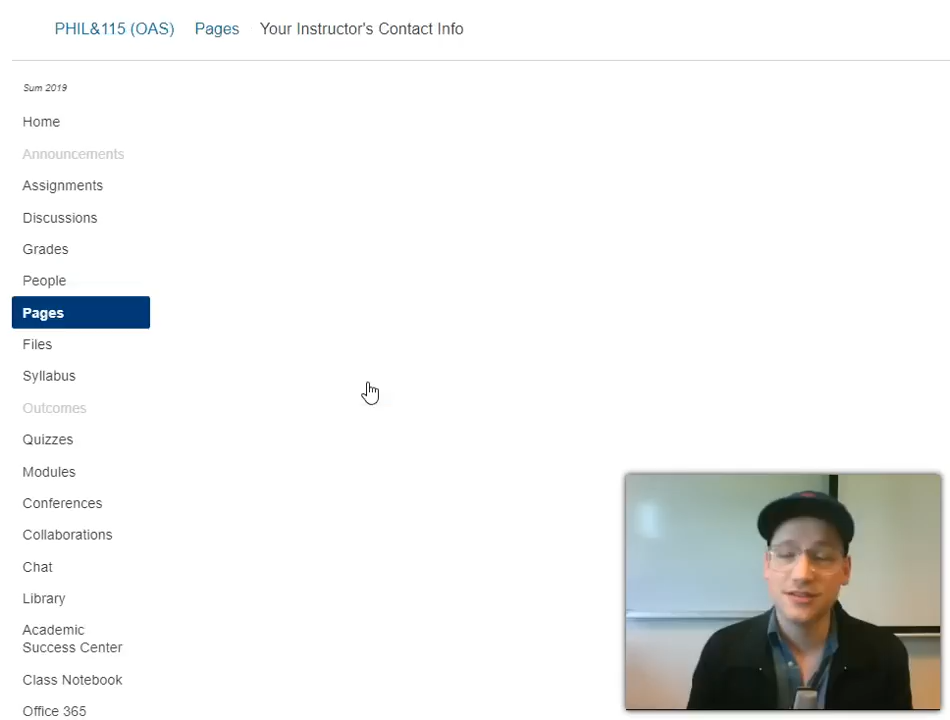 PHIL&115 (OAS) Pages Your Instructor's Contact Info
Sum 2019
Home
Announcements
Assignments
Discussions
Grades
People
Pages
Files
Syllabus
Outcomes
Quizzes
Modules
Conferences
Collaborations
Chat
Library
Academic
Success Center
Class Notebook
Office 365